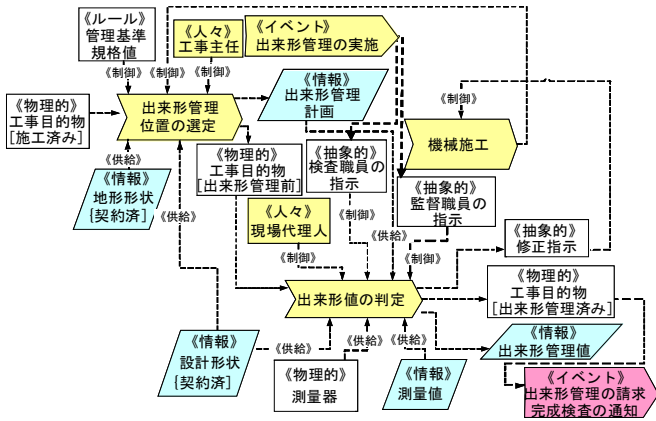 《ルール》
管理基準
規格値
《人々》
工事主任
《イベント》
出来形管理の実施
《制御》
《制御》
《制御》
《物理的》
工事目的物
[施工済み]
出来形管理
位置の選定
《情報》
出来形管理
計画
《制御》
機械施工
《供給》
《情報》
地形形状
{契約済]
《供給》
《物理的》
工事目的物
[出来形管理前]
《抽象的》
検査職員の
指示
《抽象的》
監督職員の
指示
《人々》
現場代理人
《制御》
《供給》
《制御》
《制御》
《抽象的》
修正指示
出来形値の判定
《物理的》
工事目的物
[出来形管理済み]
《情報》
設計形状
{契約済]
《供給》
《供給》
《物理的》
測量器
《情報》
測量値
《情報》
出来形管理値
《イベント》
出来形管理の請求
完成検査の通知